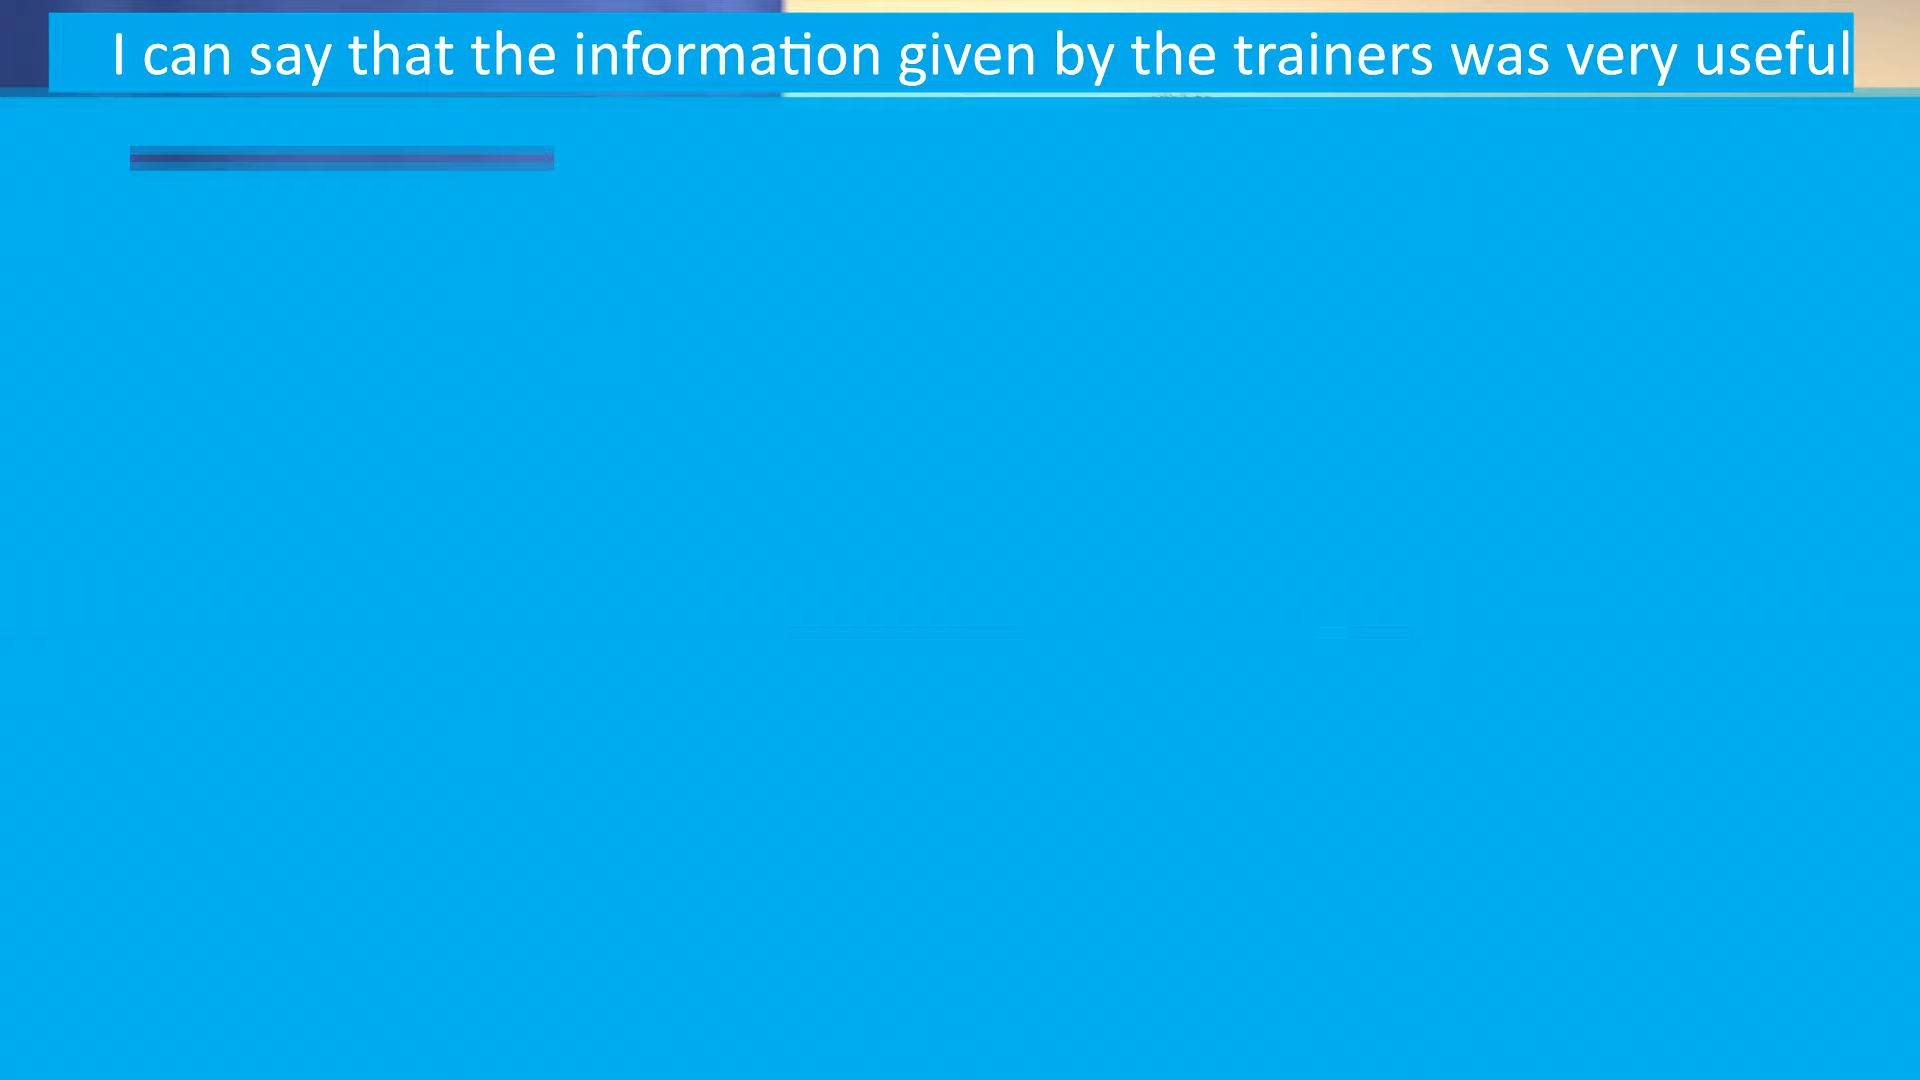 I can say that the information given by the trainers was very useful